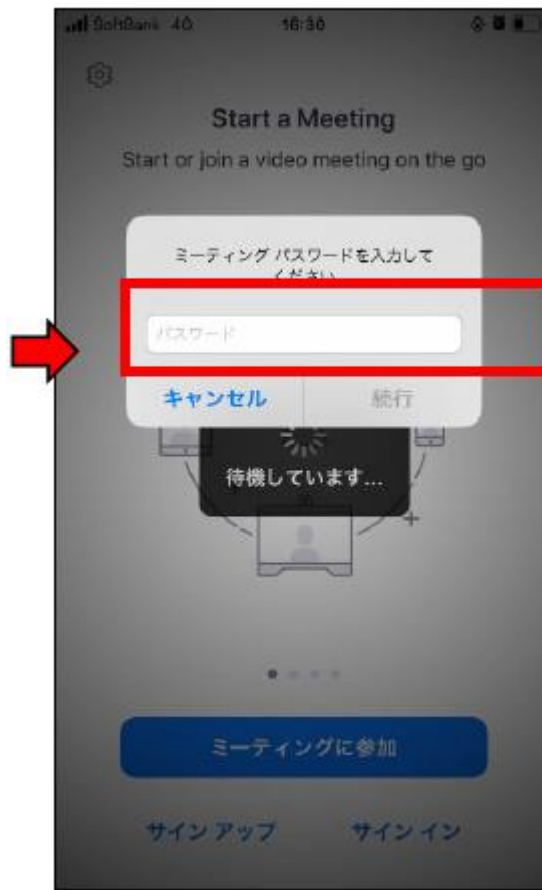 SoftBank 4G 16:36
Start a Meeting
Start or join a video meeting on the go
ミーティング パスワードを入力して
ください
パスワード
キャンセル 続行
待機しています...
ミーティングに参加
サイン アップ サイン イン